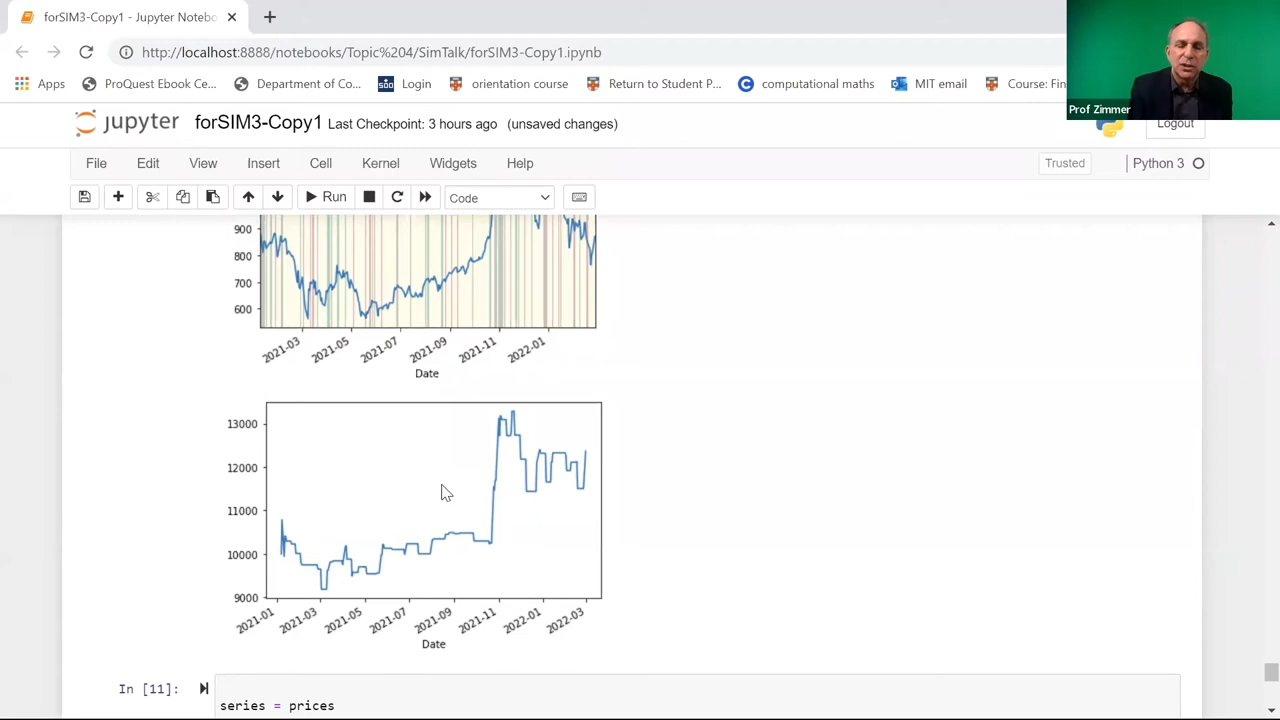 forSIM3-Copy1 - Jupyter Notebo
http://localhost:8888/notebooks/Topic%204/SimTalk/forSIM3-Copy1.ipynb
Apps ProQuest Ebook Ce... Department of Co... Login orientation course Return to Student P... computational maths MIT email Course: Fin
Prof Zimmer
jupyter forSIM3-Copy1 Last Checkpoint: 3 hours ago (unsaved changes) Logout
File Edit View Insert Cell Kernel Widgets Help Trusted Python 3
Run Code
900
800
700
600
2021-03 2021-05 2021-07 2021-09 2021-11 2022-01
Date
13000
12000
11000
10000
9000
2021-01 2021-03 2021-05 2021-07 2021-09 2021-11 2022-01 2022-03
Date
In [11]:
series = prices